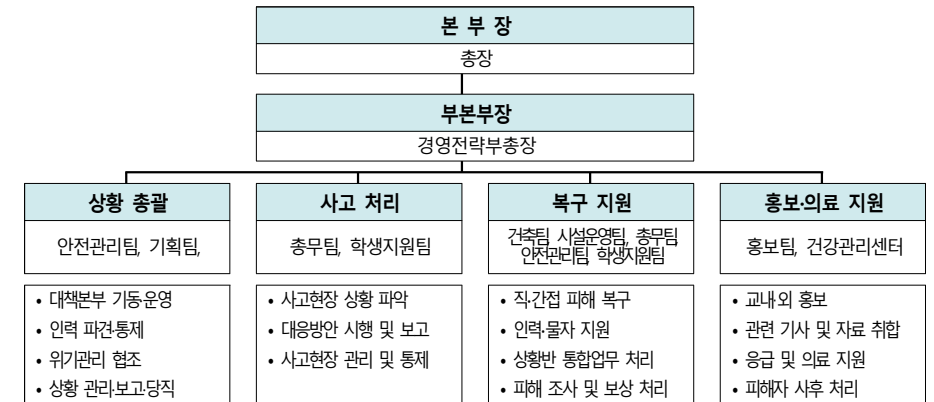 본 부 장
총장
부본부장
경영전략부총장
상황 총괄
안전관리팀, 기획팀,
• 대책본부 기동·운영
• 인력 파견·통제
• 위기관리 협조
• 상황 관리·보고·당직
사고 처리
총무팀, 학생지원팀
• 사고현장 상황 파악
• 대응방안 시행 및 보고
• 사고현장 관리 및 통제
복구 지원
건축팀, 시설운영팀, 총무팀,
안전관리팀, 학생지원팀
• 직·간접 피해 복구
• 인력·물자 지원
• 상황반 통합업무 처리
• 피해 조사 및 보상 처리
홍보·의료 지원
홍보팀, 건강관리센터
• 교내·외 홍보
• 관련 기사 및 자료 취합
• 응급 및 의료 지원
• 피해자 사후 처리